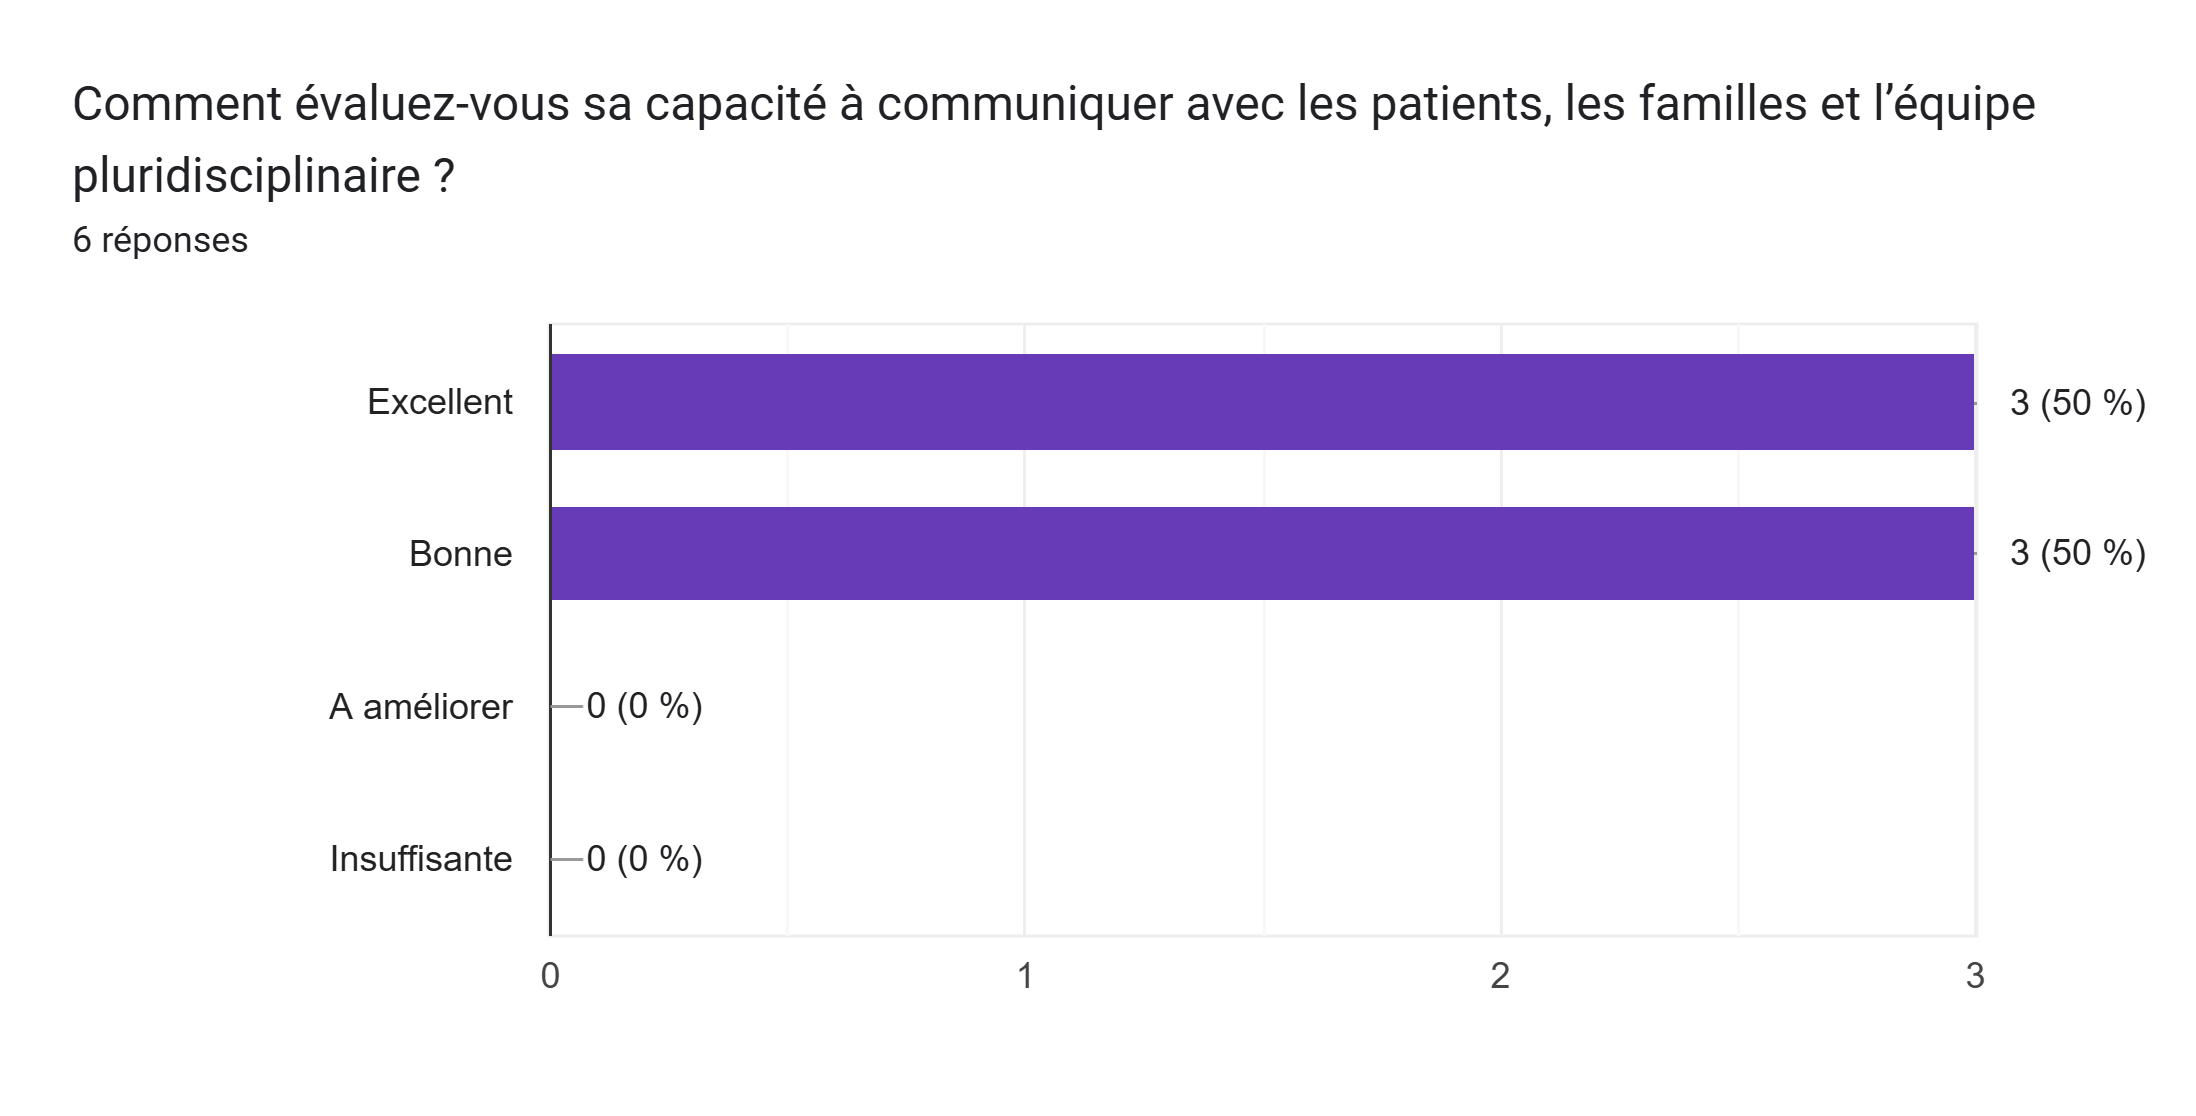 Comment évaluez-vous sa capacité à communiquer avec les patients, les familles et l’équipe
pluridisciplinaire ?
6 réponses
Excellent
3 (50 %)
Bonne
3 (50 %)
A améliorer
0 (0 %)
Insuffisante
0 (0 %)
0
1
2
3